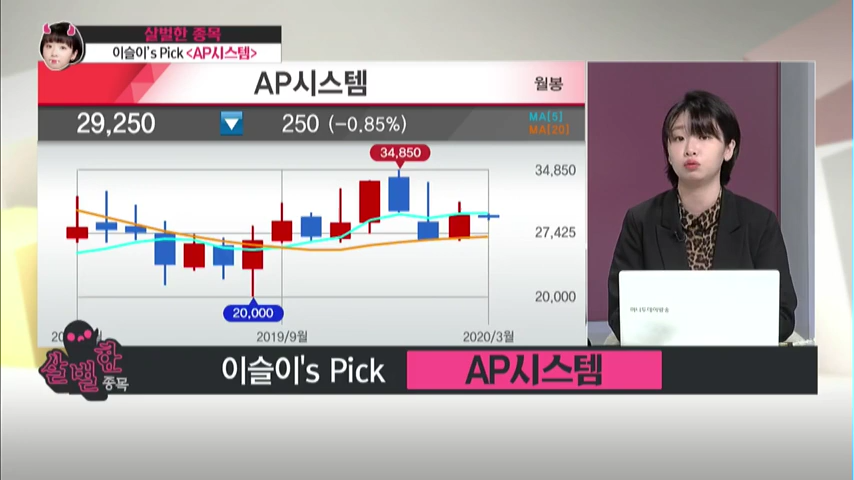 살벌한 종목
이슬이's Pick <AP시스템>
AP시스템
월봉
29,250
250 (-0.85%)
MA[5]
MA[20]
34,850
34,850
27,425
20,000
20,000
2019/9월
2020/3월
살벌한
종목
이슬이's Pick
AP시스템